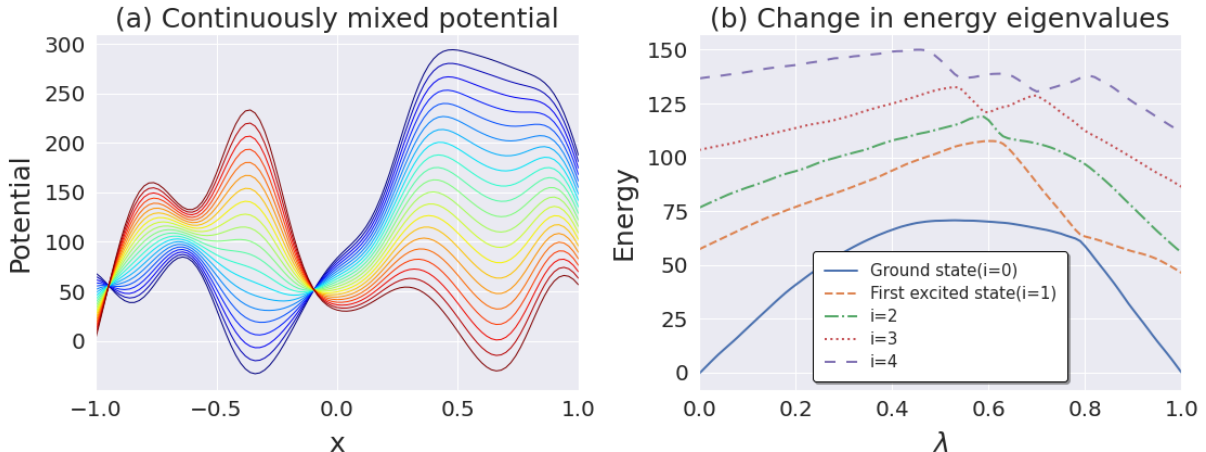 (a) Continuously mixed potential
300
250
200
150
100
50
0
Potential
−1.0
−0.5
0.0
0.5
1.0
x
(b) Change in energy eigenvalues
150
125
100
75
50
25
0
Energy
Ground state(i=0)
First excited state(i=1)
i=2
i=3
i=4
0.0
0.2
0.4
0.6
0.8
1.0
λ